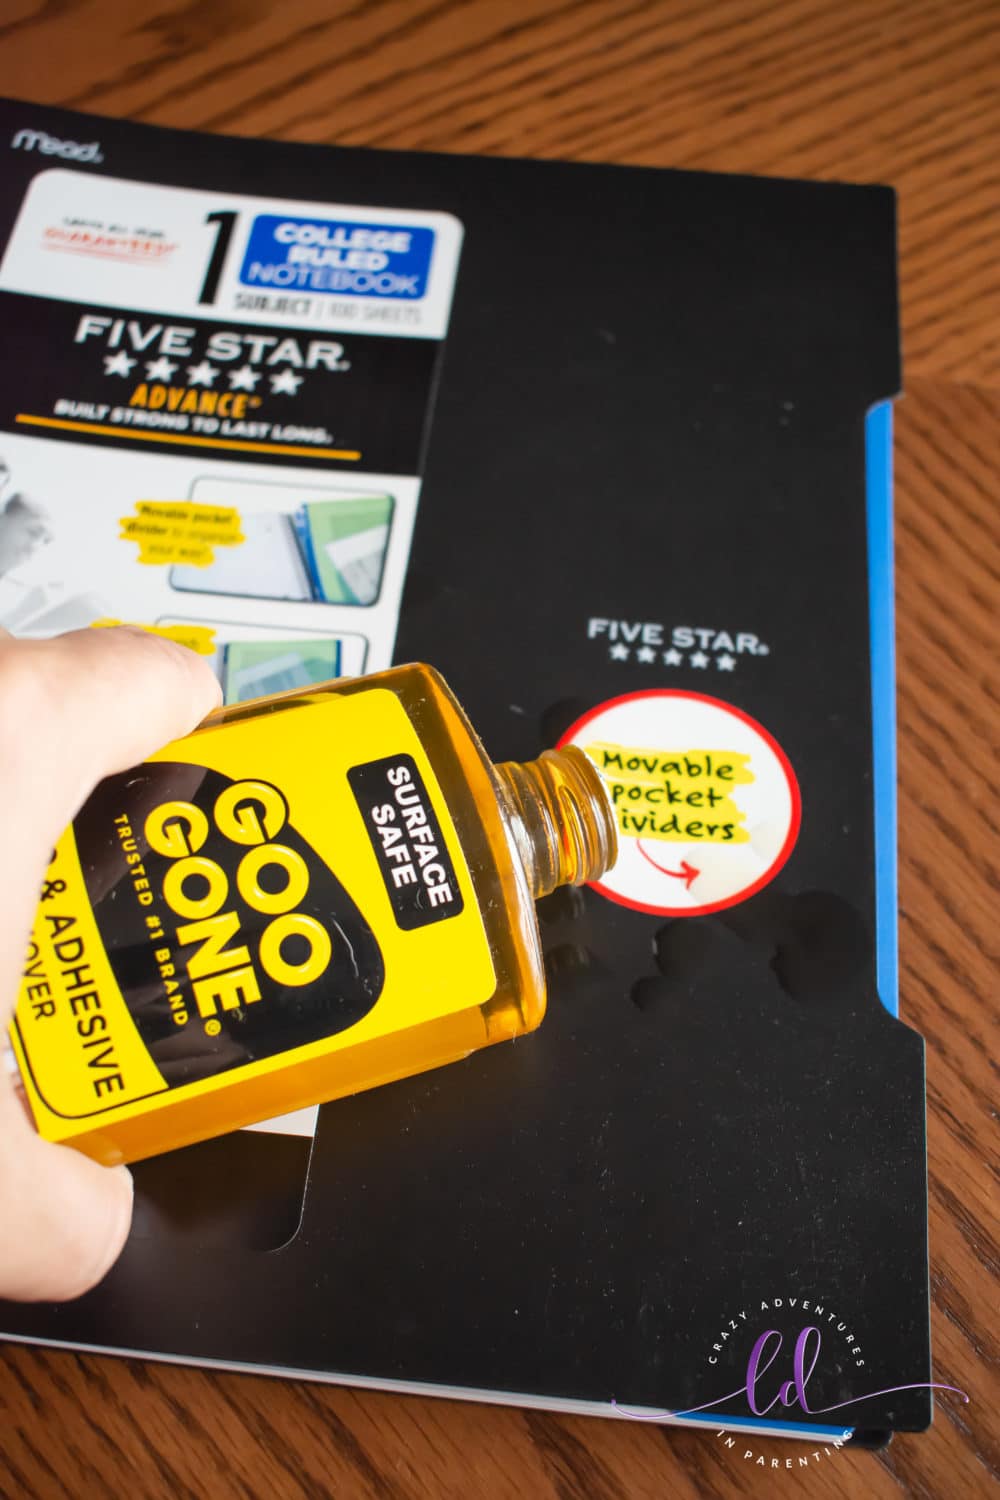 Mead
GUARANTEED!
1
COLLEGE
RULED
NOTEBOOK
SUBJECT | 100 SHEETS
FIVE STAR®
ADVANCE®
BUILT STRONG TO LAST LONG.
Movable pocket
divider to organize
your way!
FIVE STAR®
Movable
pocket
ividers
SURFACE
SAFE
GOO
GONE®
TRUSTED #1 BRAND
& ADHESIVE
OVER
CRAZY ADVENTURES
ld
IN PARENTING